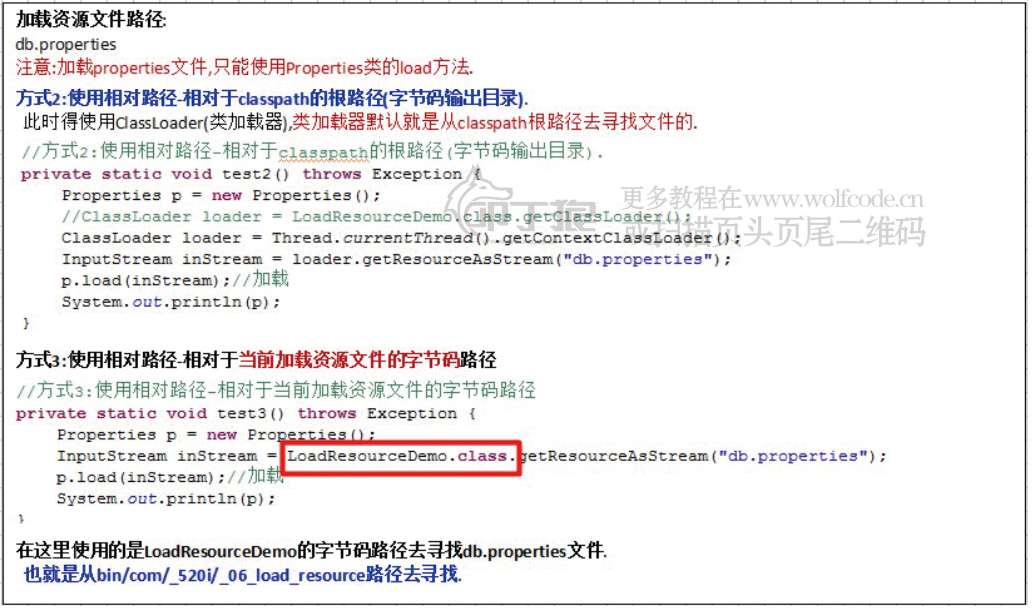 加载资源文件路径:
db.properties
注意:加载properties文件,只能使用Properties类的load方法.
方式2:使用相对路径-相对于classpath的根路径(字节码输出目录).
此时得使用ClassLoader(类加载器),类加载器默认就是从classpath根路径去寻找文件的.
//方式2:使用相对路径-相对于classpath的根路径(字节码输出目录).
private static void test2() throws Exception {
Properties p = new Properties();
//ClassLoader loader = LoadResourceDemo.class.getClassLoader();
ClassLoader loader = Thread.currentThread().getContextClassLoader();
InputStream inStream = loader.getResourceAsStream("db.properties");
p.load(inStream);//加载
System.out.println(p);
}
叩丁狼
更多教程在www.wolfcode.cn
或扫描页头页尾二维码
方式3:使用相对路径-相对于当前加载资源文件的字节码路径
//方式3:使用相对路径-相对于当前加载资源文件的字节码路径
private static void test3() throws Exception {
Properties p = new Properties();
InputStream inStream = LoadResourceDemo.class.getResourceAsStream("db.properties");
p.load(inStream);//加载
System.out.println(p);
}
在这里使用的是LoadResourceDemo的字节码路径去寻找db.properties文件.
也就是从bin/com/_520i/_06_load_resource路径去寻找.